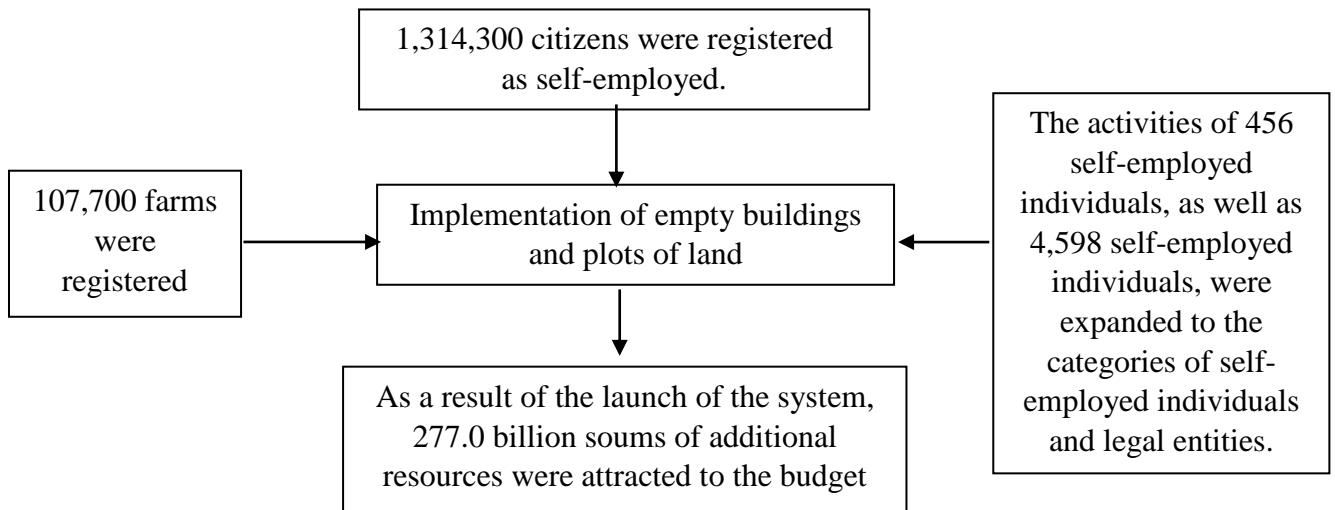 1,314,300 citizens were registered
as self-employed.
107,700 farms
were
registered
Implementation of empty buildings
and plots of land
The activities of 456
self-employed
individuals, as well as
4,598 self-employed
individuals, were
expanded to the
categories of self-
employed individuals
and legal entities.
As a result of the launch of the system,
277.0 billion soums of additional
resources were attracted to the budget